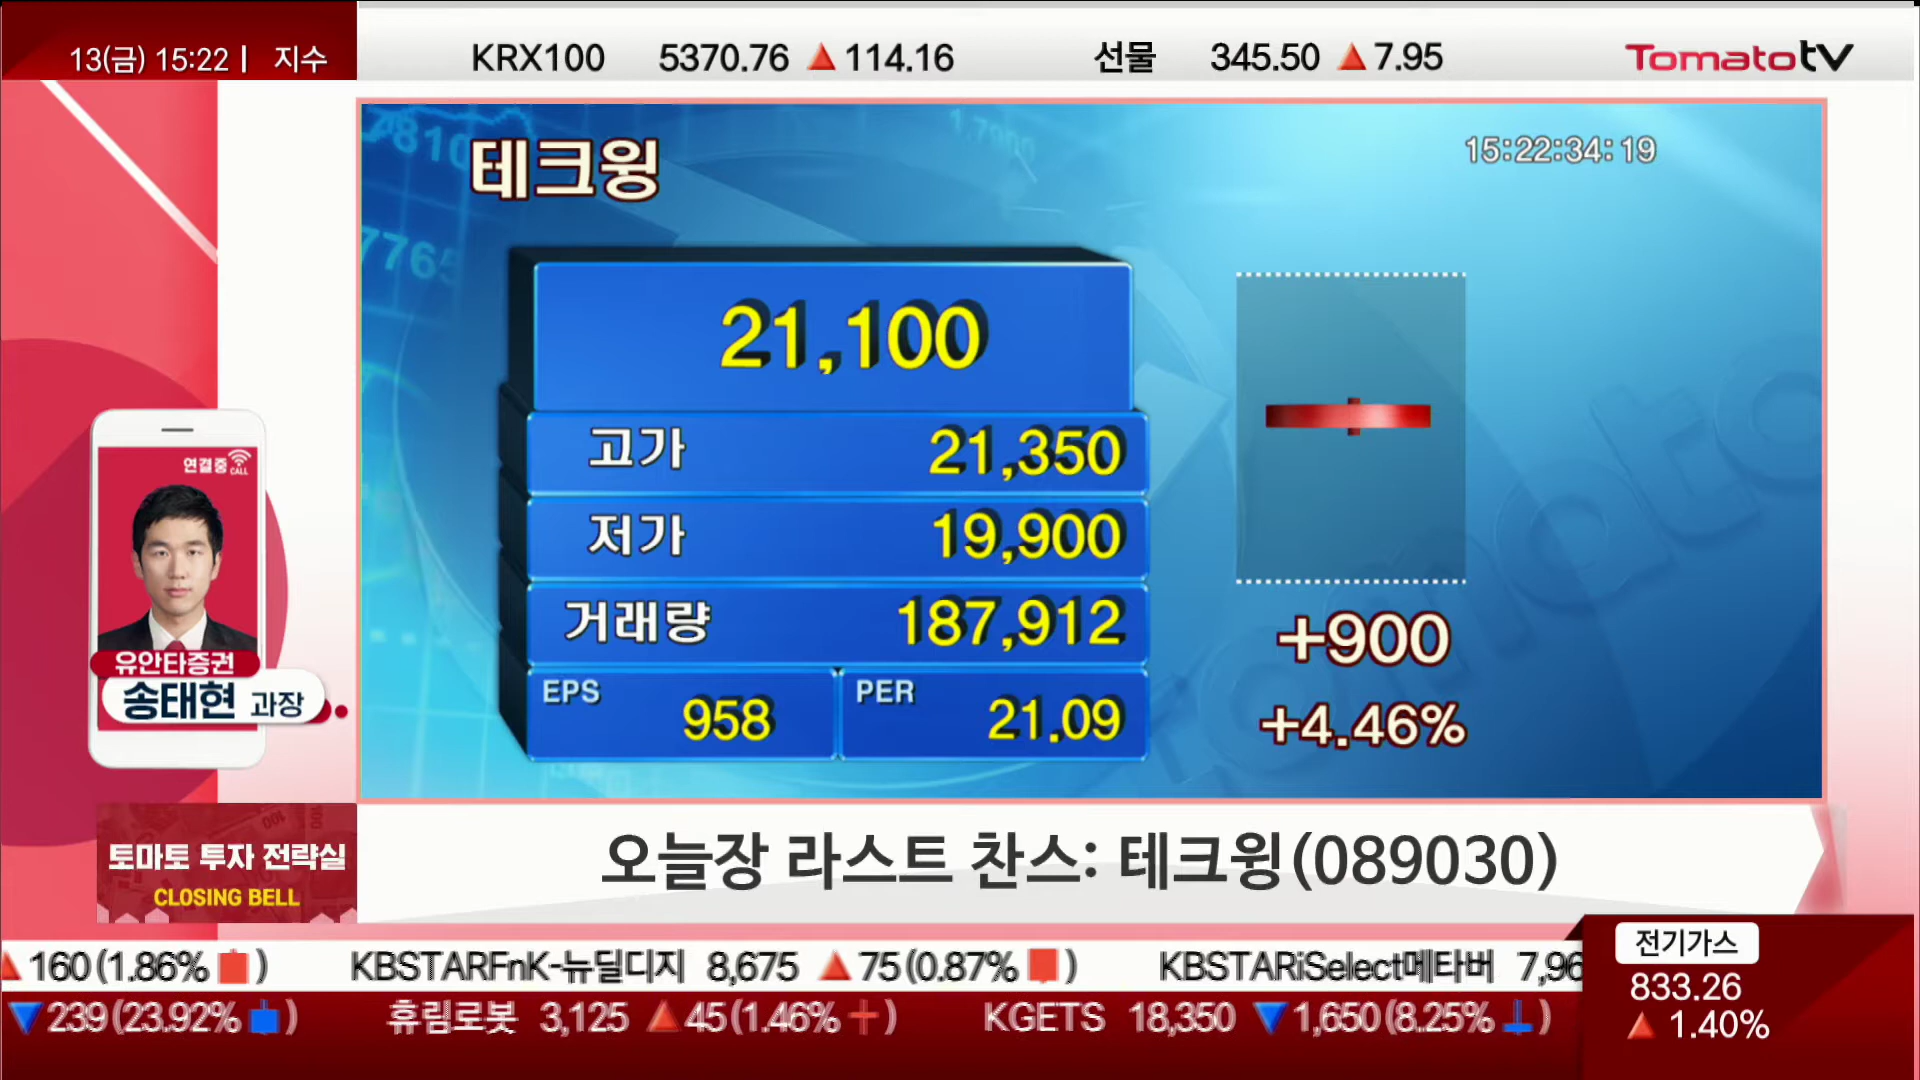 13(금) 15:22 | 지수
KRX100 5370.76 ▲ 114.16 선물 345.50 ▲ 7.95
Tomatotv
테크윙
15:22:34:19
21,100
고가 21,350
저가 19,900
거래량 187,912
EPS 958 PER 21.09
+900
+4.46%
연결중
CALL
유안타증권
송태현 과장
토마토 투자 전략실
CLOSING BELL
오늘장 라스트 찬스: 테크윙(089030)
▲ 160(1.86% ) KBSTARFnK-뉴딜디지 8,675 ▲ 75(0.87% ) KBSTARiSelect메타버 7,96
▼ 239(23.92% ) 휴림로봇 3,125 ▲ 45(1.46% ) KGETS 18,350 ▼ 1,650(8.25% )
전기가스
833.26
▲ 1.40%